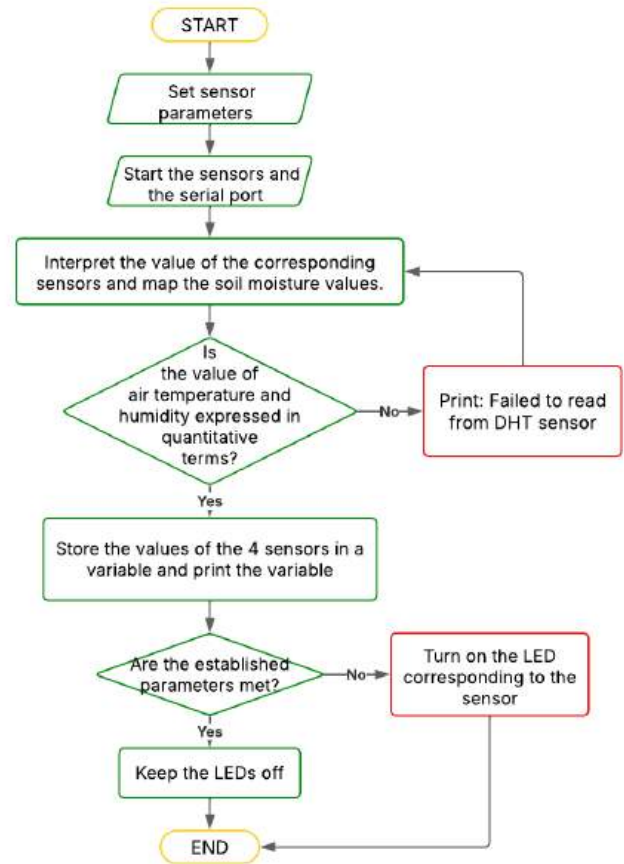 START
Set sensor
parameters
Start the sensors and
the serial port
Interpret the value of the corresponding
sensors and map the soil moisture values.
Is
the value of
air temperature and
humidity expressed in
quantitative
terms?
No
Print: Failed to read
from DHT sensor
Yes
Store the values of the 4 sensors in a
variable and print the variable
Are the established
parameters met?
No
Turn on the LED
corresponding to the
sensor
Yes
Keep the LEDs off
END